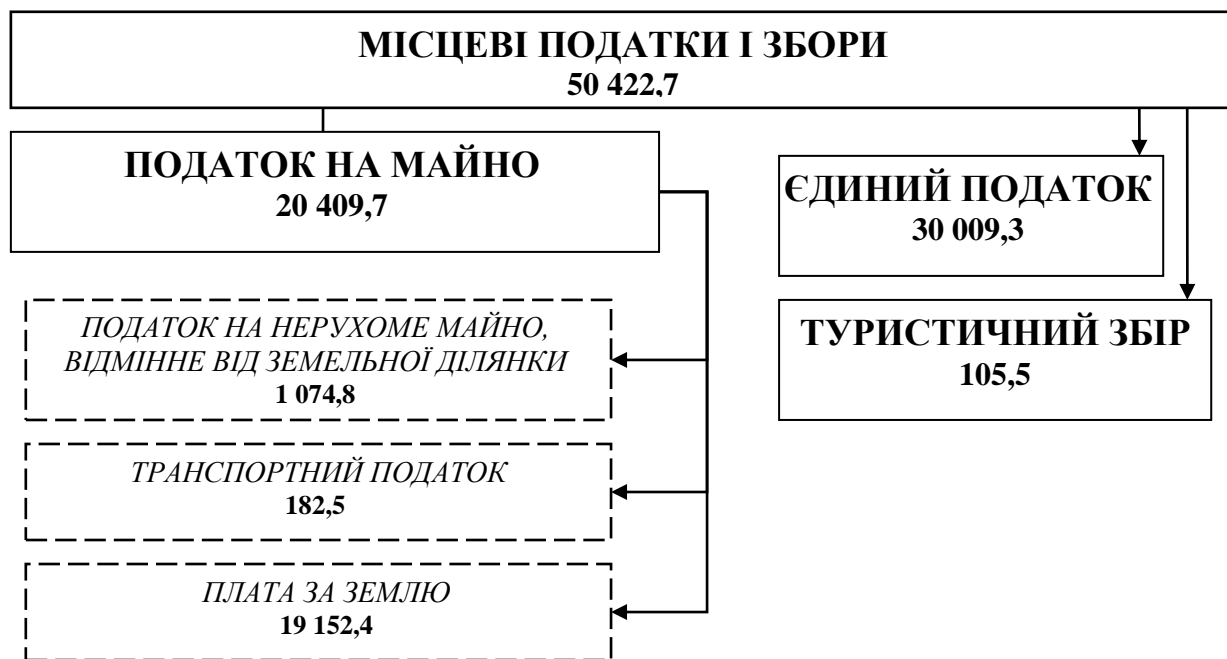 МІСЦЕВІ ПОДАТКИ І ЗБОРИ
50 422,7
ПОДАТОК НА МАЙНО
20 409,7
ЄДИНИЙ ПОДАТОК
30 009,3
ПОДАТОК НА НЕРУХОМЕ МАЙНО,
ВІДМІННЕ ВІД ЗЕМЕЛЬНОЇ ДІЛЯНКИ
1 074,8
ТУРИСТИЧНИЙ ЗБІР
105,5
ТРАНСПОРТНИЙ ПОДАТОК
182,5
ПЛАТА ЗА ЗЕМЛЮ
19 152,4